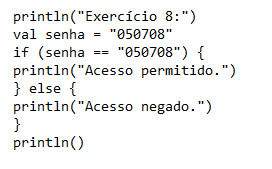 println("Exercício 8:")
val senha = "050708"
if (senha == "050708") {
println("Acesso permitido.")
} else {
println("Acesso negado.")
}
println()